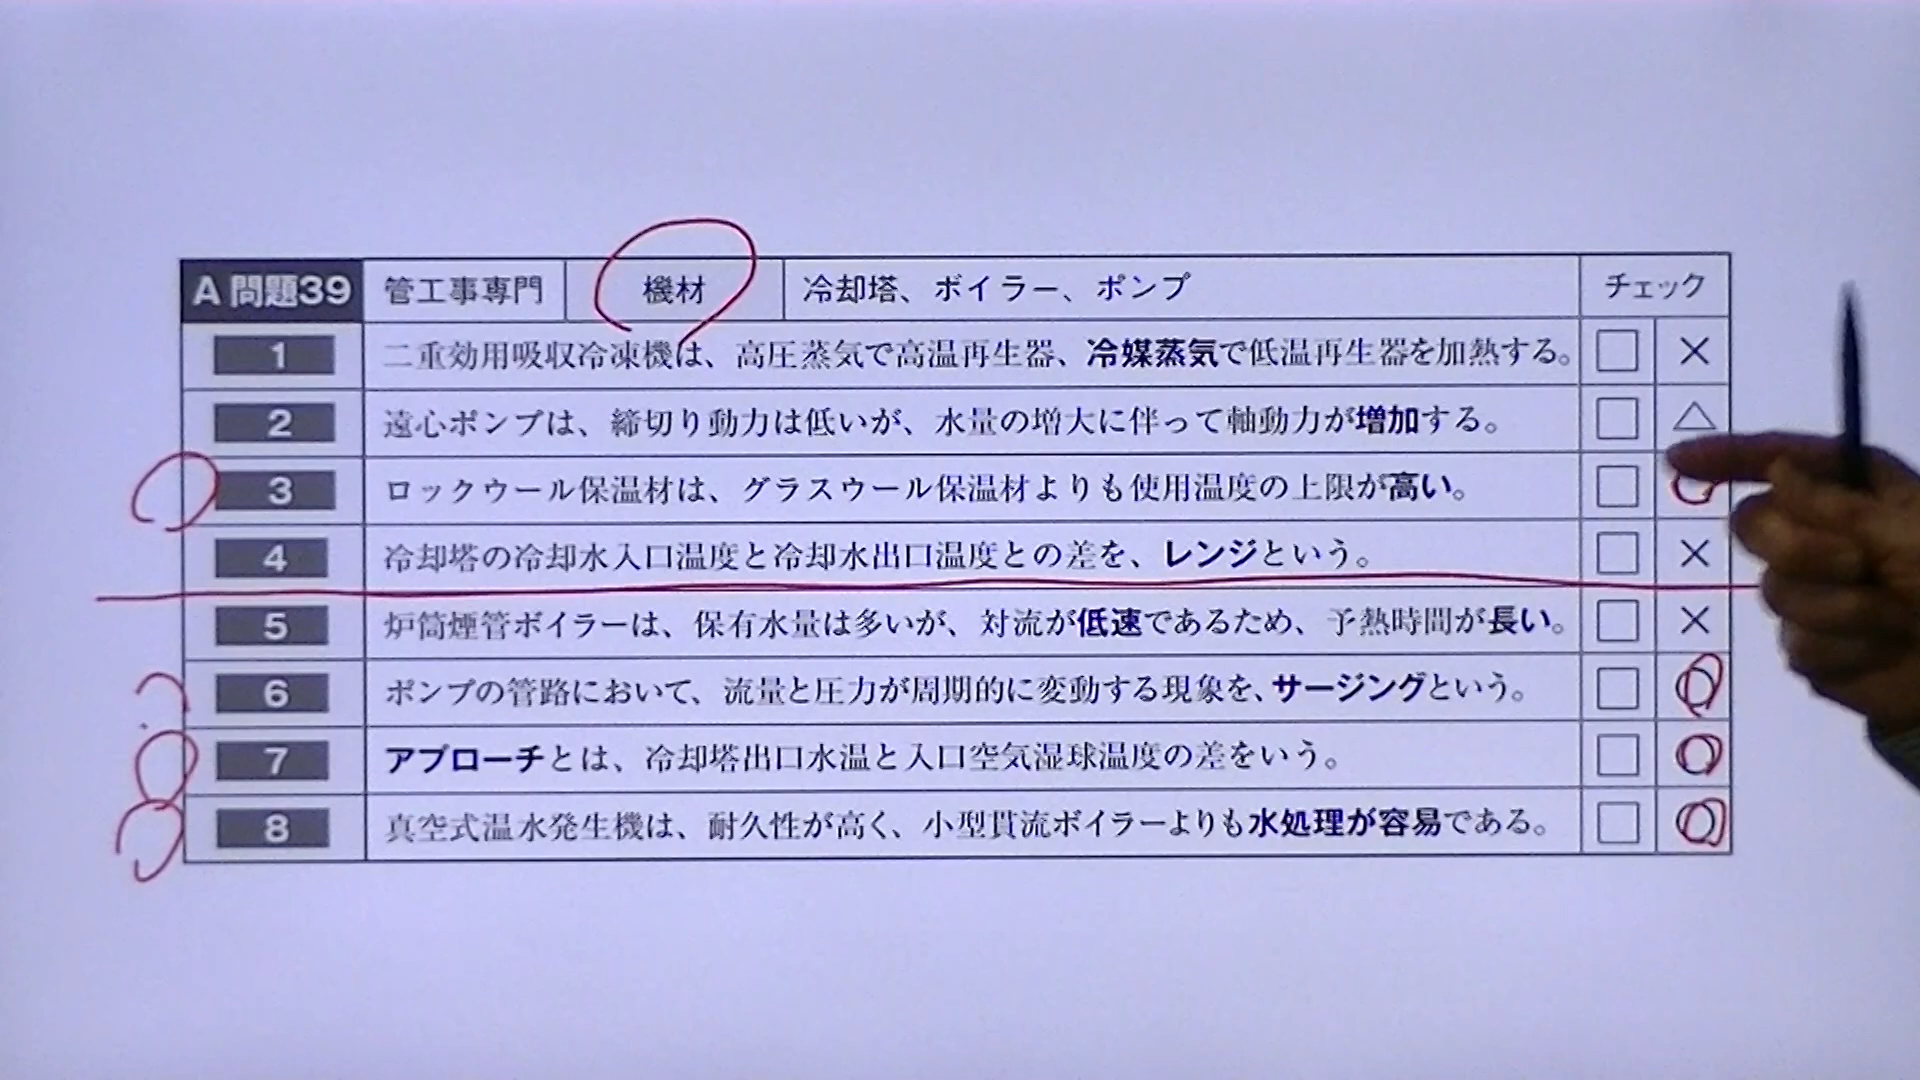 A 問題39 管工事専門 機材 冷却塔、ボイラー、ポンプ チェック
1 二重効用吸収冷凍機は、高圧蒸気で高温再生器、冷媒蒸気で低温再生器を加熱する。 □ ×
2 遠心ポンプは、締切り動力は低いが、水量の増大に伴って軸動力が増加する。 □ △
3 ロックウール保温材は、グラスウール保温材よりも使用温度の上限が高い。 □
4 冷却塔の冷却水入口温度と冷却水出口温度との差を、レンジという。 □ ×
5 炉筒煙管ボイラーは、保有水量は多いが、対流が低速であるため、予熱時間が長い。 □ ×
6 ポンプの管路において、流量と圧力が周期的に変動する現象を、サージングという。 □ ○
7 アプローチとは、冷却塔出口水温と入口空気湿球温度の差をいう。 □ ○
8 真空式温水発生機は、耐久性が高く、小型貫流ボイラーよりも水処理が容易である。 □ ○